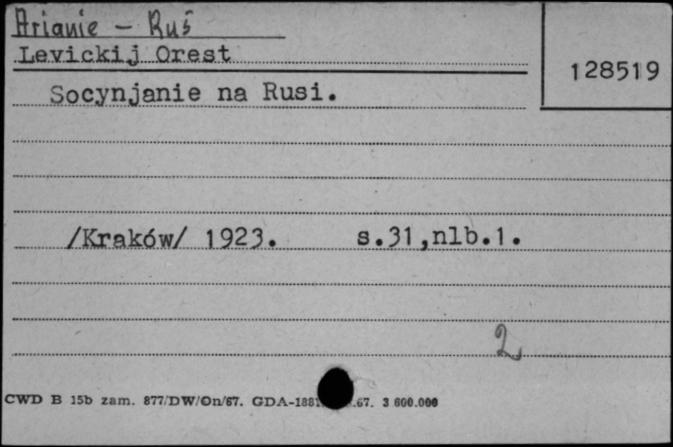 Arianie - Ruś
Levickij Orest
128519
Socynjanie na Rusi.
/Kraków/ 1923. s.31,nlb.1.
2
CWD B 15b zam. 877/DW/On/67. GDA-1881 .67. 3 600.000